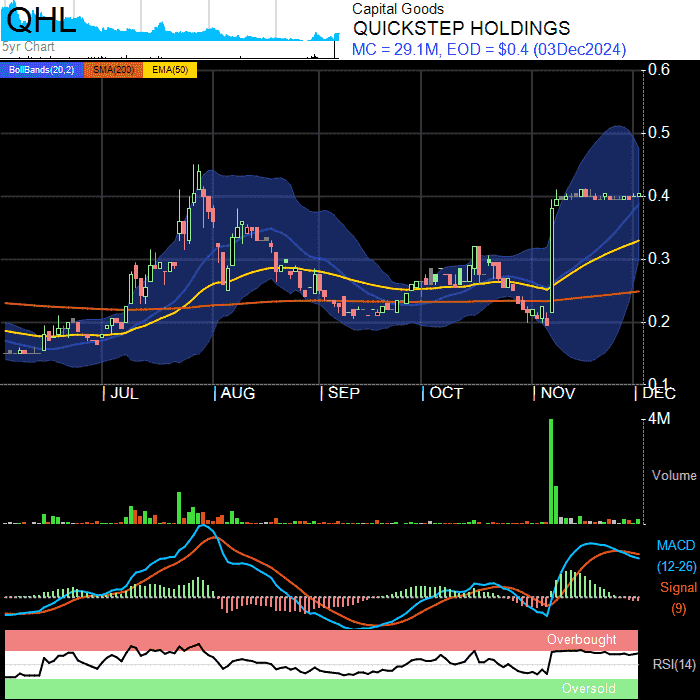 QHL
5yr Chart
Capital Goods
QUICKSTEP HOLDINGS
MC = 29.1M, EOD = $0.4 (03Dec2024)
BollBands(20,2) SMA(200) EMA(50)
0.6
0.5
0.4
0.3
0.2
0.1
JUL AUG SEP OCT NOV DEC
4M
Volume
MACD
(12-26)
Signal
(9)
Overbought
RSI(14)
Oversold